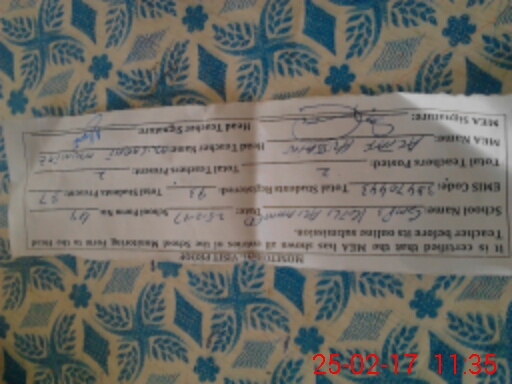 MONITORING VISIT PROOF
It is certified that the MEA has shown all entries of the School Monitoring Form to the Head
Teacher before its online submission.
School Name: GMPS KOTLI Date: 25-2-17 School Form No. 69
EMIS Code: Total Students Registered: 93 Total Students Present: 87
Total Teachers Posted: 2 Total Teachers Present: 2
MEA Name: HUSSAIN Head Teacher Name:
MEA Signature: Head Teacher Signature:
25-02-17 11:35